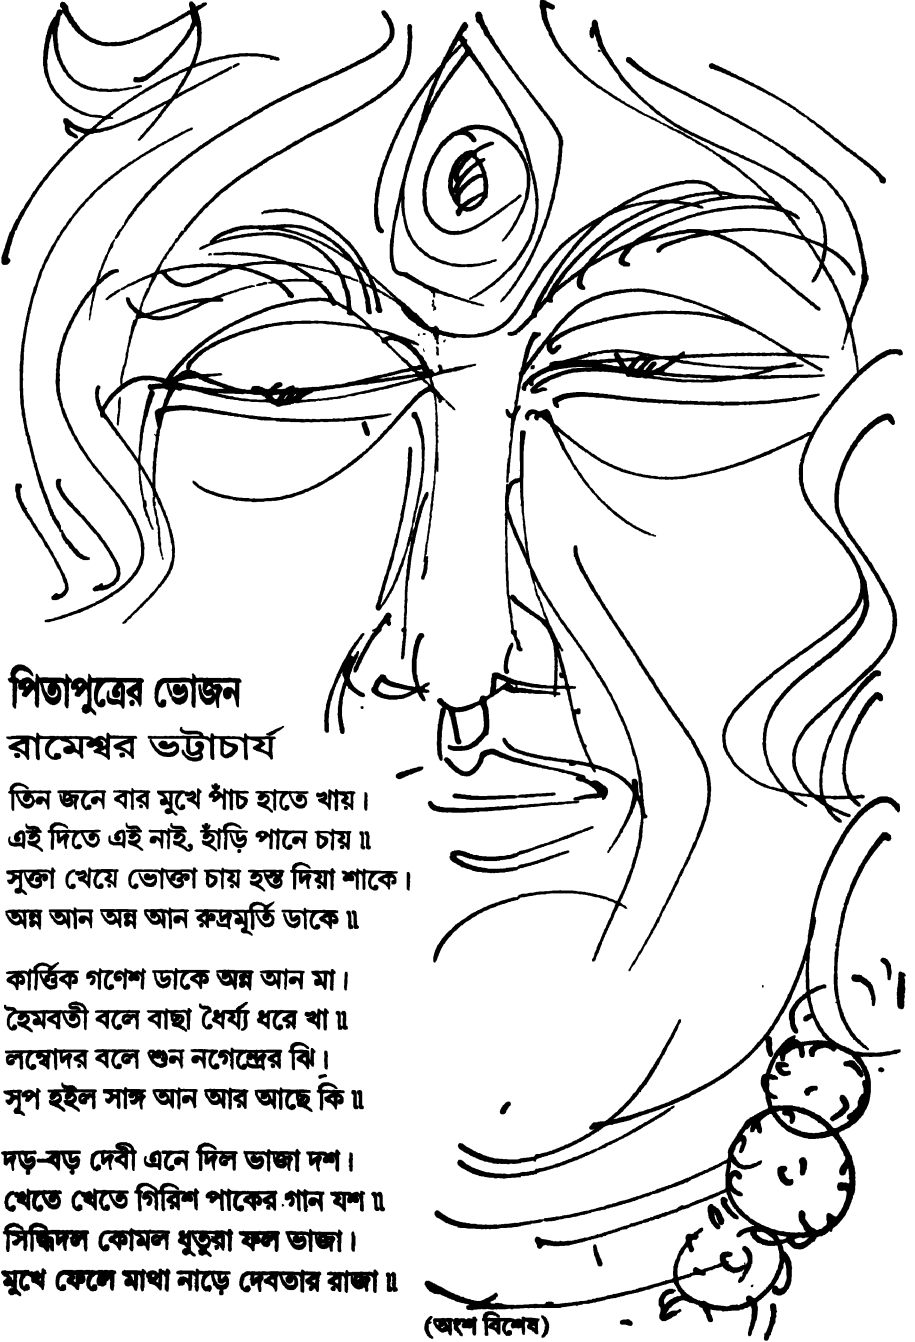 পিতাপুত্রের ভোজন
রামেশ্বর ভট্টাচার্য
তিন জনে বার মুখে পাঁচ হাতে খায়।
এই দিতে এই নাই, হাঁড়ি পানে চায়॥
সুক্তা খেয়ে ভোক্তা চায় হস্ত দিয়া শাকে।
অন্ন আন অন্ন আন রুদ্রমূর্তি ডাকে॥
কার্ত্তিক গণেশ ডাকে অন্ন আন মা।
হৈমবতী বলে বাছা ধৈর্য্য ধরে খা॥
লম্বোদর বলে শুন নগেন্দ্রের ঝি।
সূপ হইল সাঙ্গ আন আর আছে কি॥
দড়-বড় দেবী এনে দিল ভাজা দশ।
খেতে খেতে গিরিশ পাকের গান যশ॥
সিদ্ধিদল কোমল ধুতুরা ফল ভাজা।
মুখে ফেলে মাথা নাড়ে দেবতার রাজা॥
(অংশ বিশেষ)